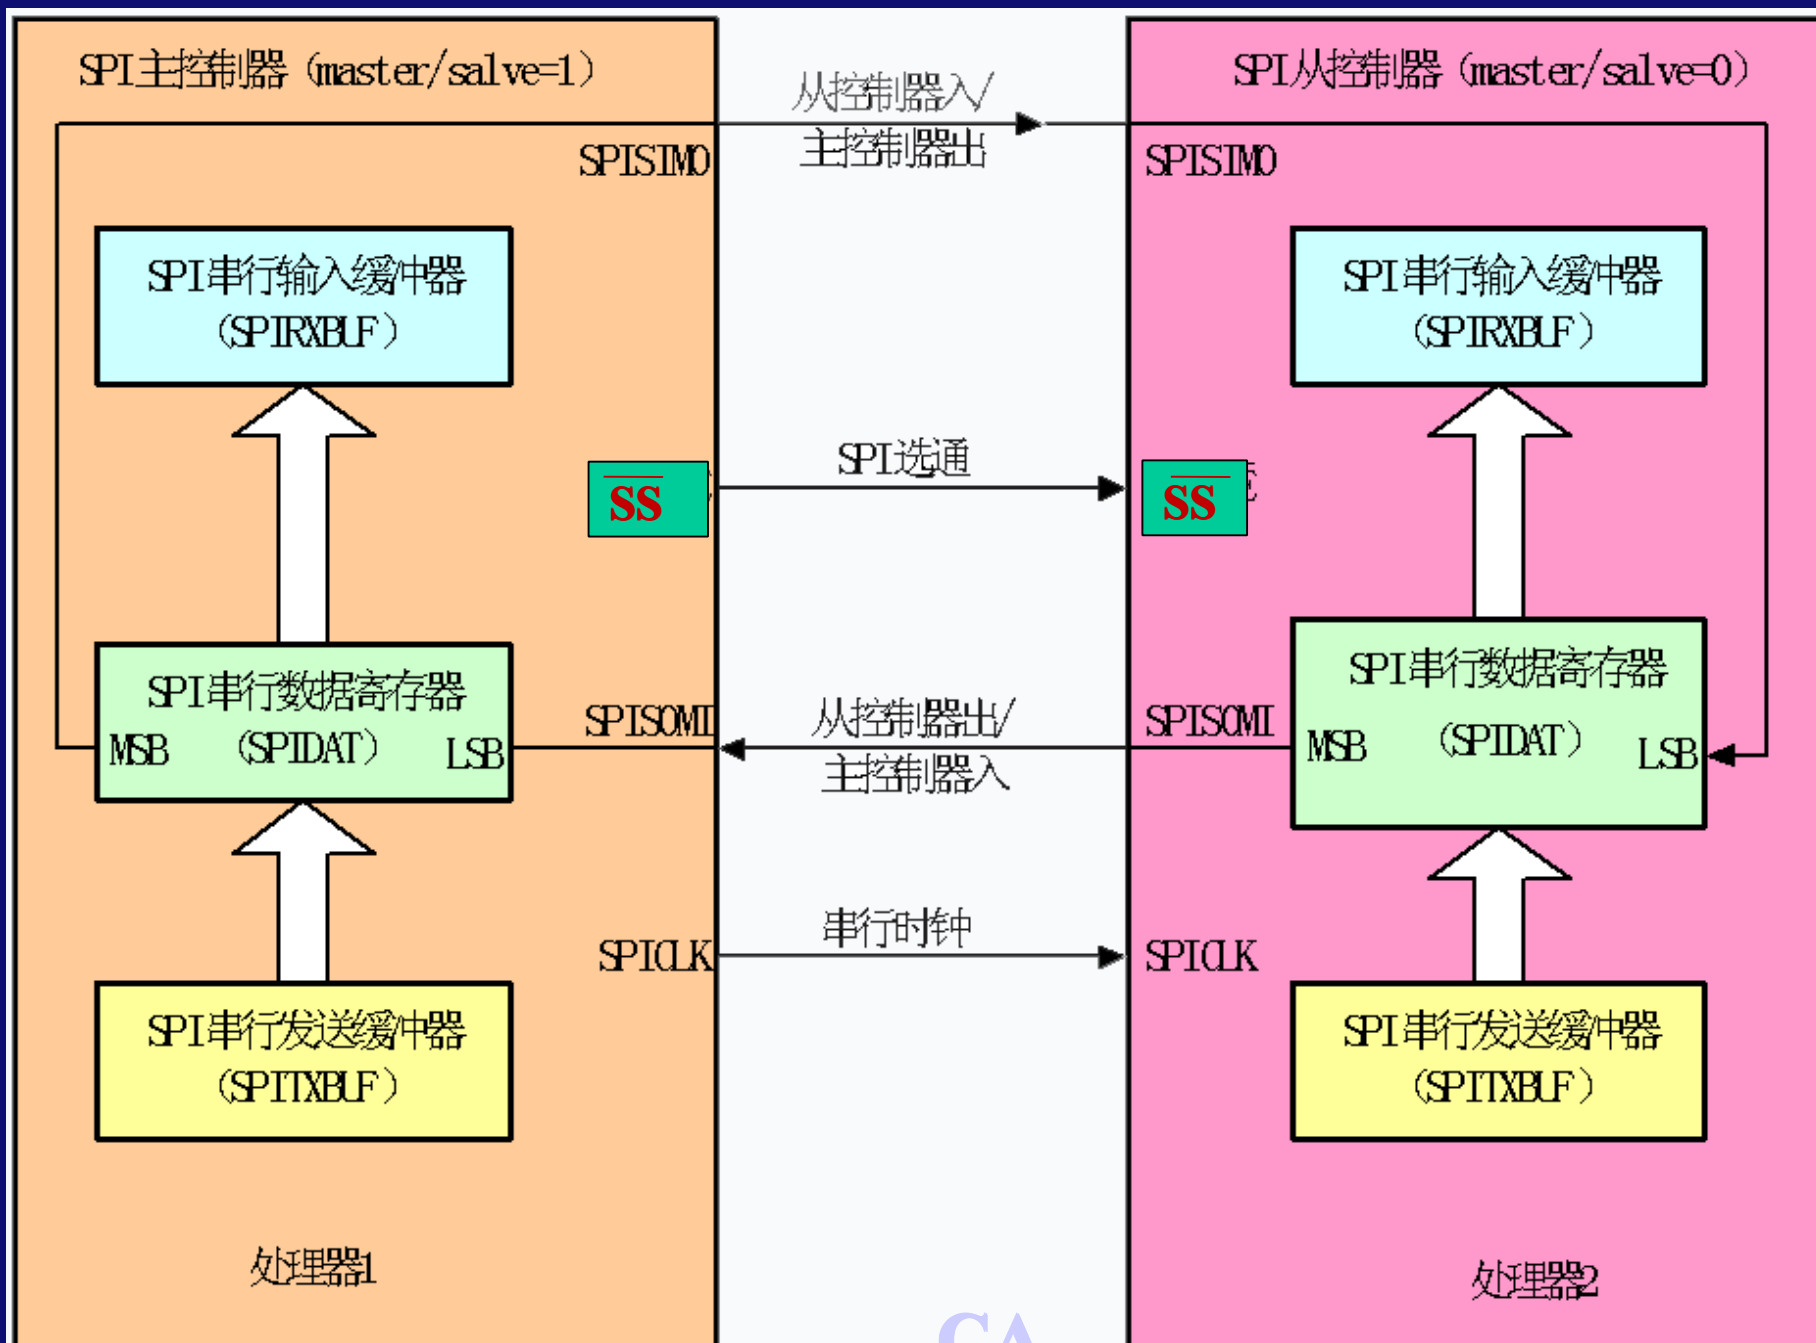 SPI主控制器(master/salve=1)
从控制器入/
主控制器出
SPISIMO
SPI从控制器(master/salve=0)
SPISIMO
SPI串行输入缓冲器
(SPIRXBUF)
SPI串行输入缓冲器
(SPIRXBUF)
SS
SPI选通
SS
SPI串行数据寄存器
(SPIDAT)
MSB
LSB
SPISOMI
从控制器出/
主控制器入
SPISOMI
SPI串行数据寄存器
(SPIDAT)
MSB
LSB
SPICLK
串行时钟
SPICLK
SPI串行发送缓冲器
(SPITXBUF)
SPI串行发送缓冲器
(SPITXBUF)
处理器1
处理器2